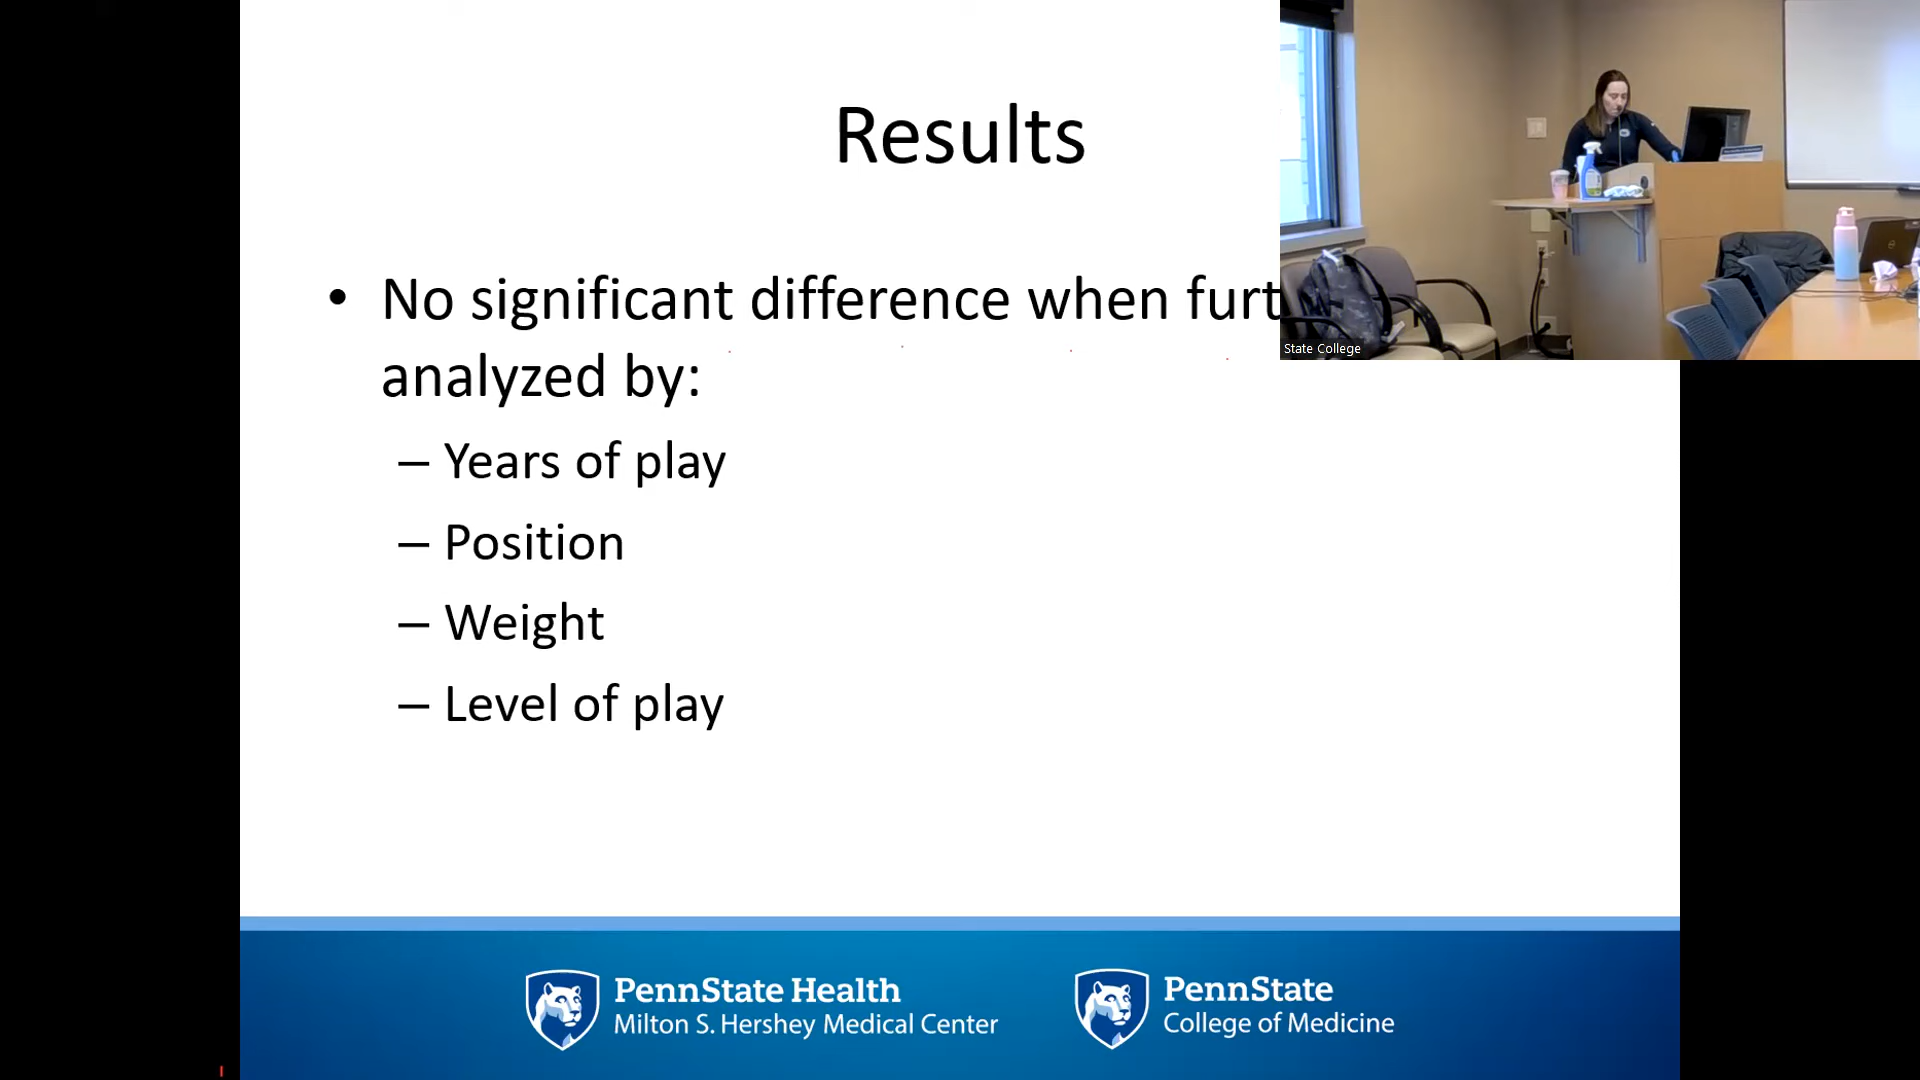 Results
• No significant difference when furt
analyzed by:
– Years of play
– Position
– Weight
– Level of play
State College
PennState Health
Milton S. Hershey Medical Center
PennState
College of Medicine